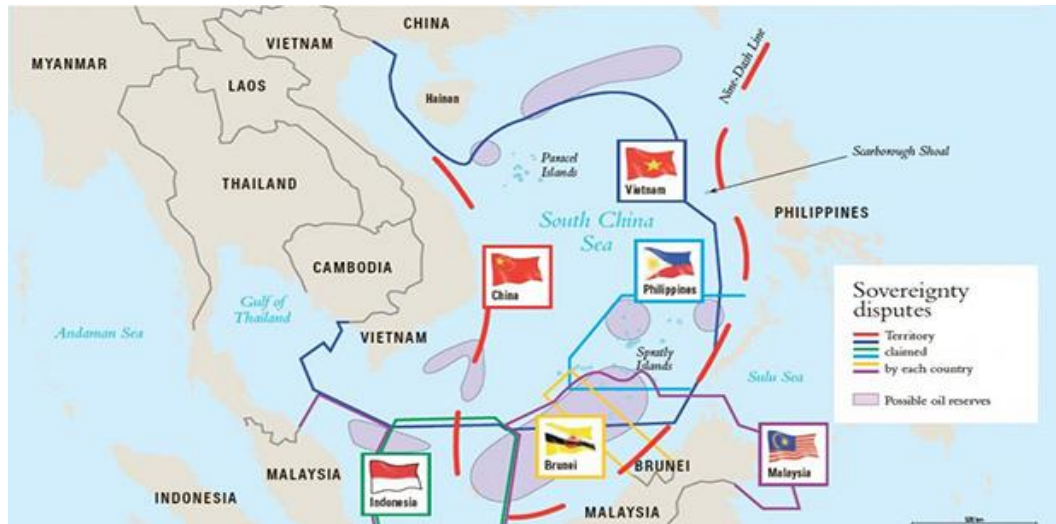 CHINA
VIETNAM
MYANMAR
LAOS
Hainan
Nine-Dash Line
Paracel
Islands
Vietnam
Scarborough Shoal
THAILAND
PHILIPPINES
South China
Sea
CAMBODIA
China
Philippines
Gulf of
Thailand
Andaman Sea
VIETNAM
Spratly
Islands
Sulu Sea
Sovereignty
disputes
Territory
claimed
by each country
Possible oil reserves
MALAYSIA
INDONESIA
Indonesia
Brunei
BRUNEI
Malaysia
MALAYSIA